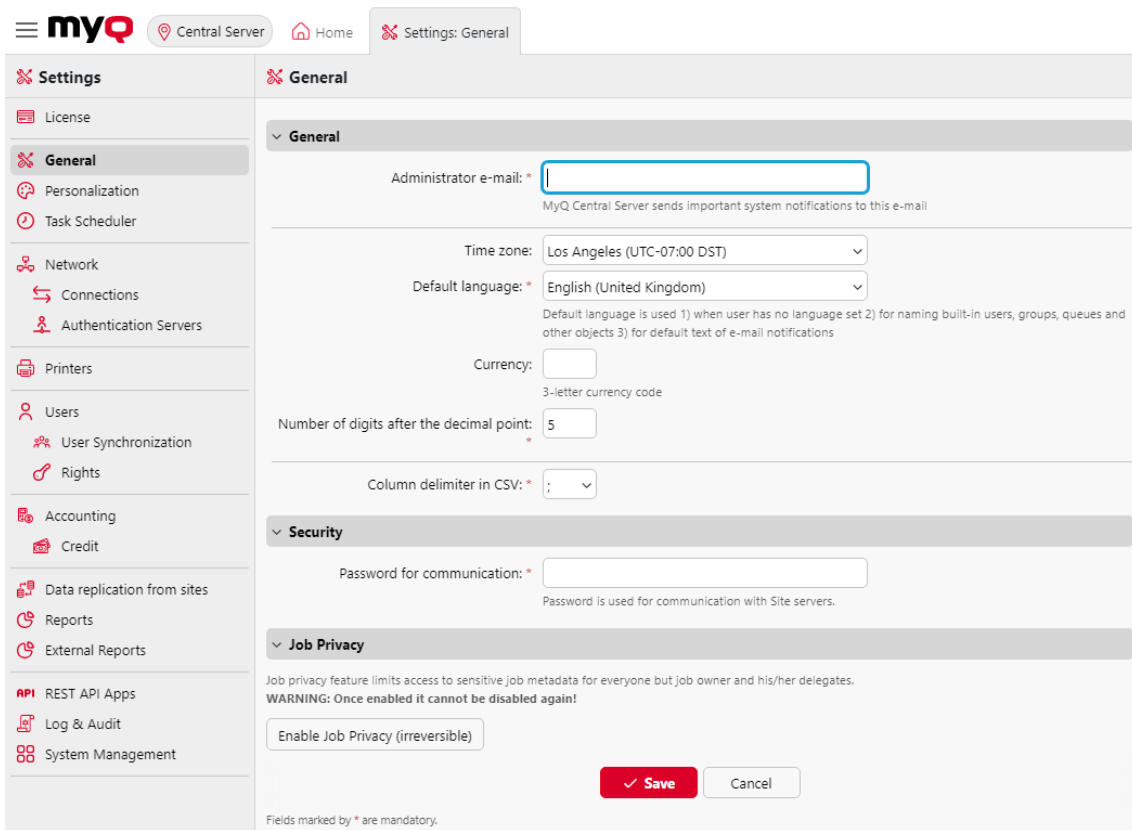 myQ Central Server Home Settings: General
Settings
License
General
Personalization
Task Scheduler
Network
Connections
Authentication Servers
Printers
Users
User Synchronization
Rights
Accounting
Credit
Data replication from sites
Reports
External Reports
API REST API Apps
Log & Audit
System Management
General
General
Administrator e-mail: *
MyQ Central Server sends important system notifications to this e-mail
Time zone: Los Angeles (UTC-07:00 DST)
Default language: * English (United Kingdom)
Default language is used 1) when user has no language set 2) for naming built-in users, groups, queues and
other objects 3) for default text of e-mail notifications
Currency:
3-letter currency code
Number of digits after the decimal point: 5
*
Column delimiter in CSV: * ;
Security
Password for communication: *
Password is used for communication with Site servers.
Job Privacy
Job privacy feature limits access to sensitive job metadata for everyone but job owner and his/her delegates.
WARNING: Once enabled it cannot be disabled again!
Enable Job Privacy (irreversible)
Save Cancel
Fields marked by * are mandatory.